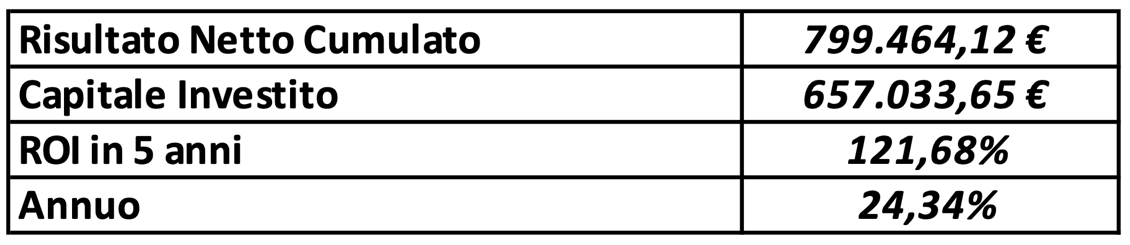 Risultato Netto Cumulato 799.464,12 €
Capitale Investito 657.033,65 €
ROI in 5 anni 121,68%
Annuo 24,34%